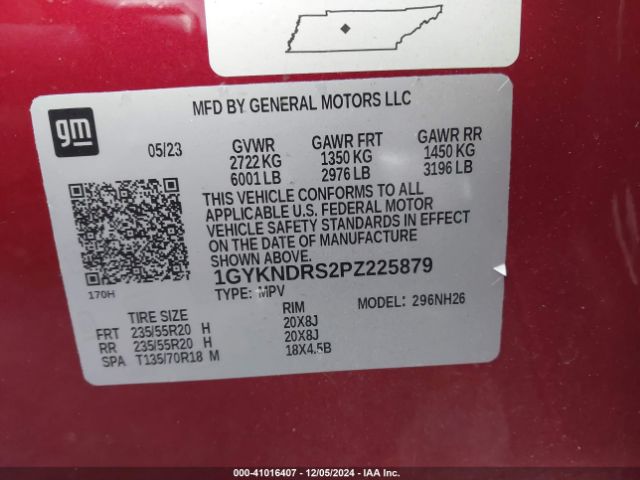 gm
MFD BY GENERAL MOTORS LLC
05/23 GVWR GAWR FRT GAWR RR
2722 KG 1350 KG 1450 KG
6001 LB 2976 LB 3196 LB
THIS VEHICLE CONFORMS TO ALL
APPLICABLE U.S. FEDERAL MOTOR
VEHICLE SAFETY STANDARDS IN EFFECT
ON THE DATE OF MANUFACTURE
SHOWN ABOVE.
1GYKNDRS2PZ225879
170H
TYPE: MPV MODEL: 296NH26
TIRE SIZE RIM
FRT 235/55R20 H 20X8J
RR 235/55R20 H 20X8J
SPA T135/70R18 M 18X4.5B
000-41016407 - 12/05/2024 - IAKS